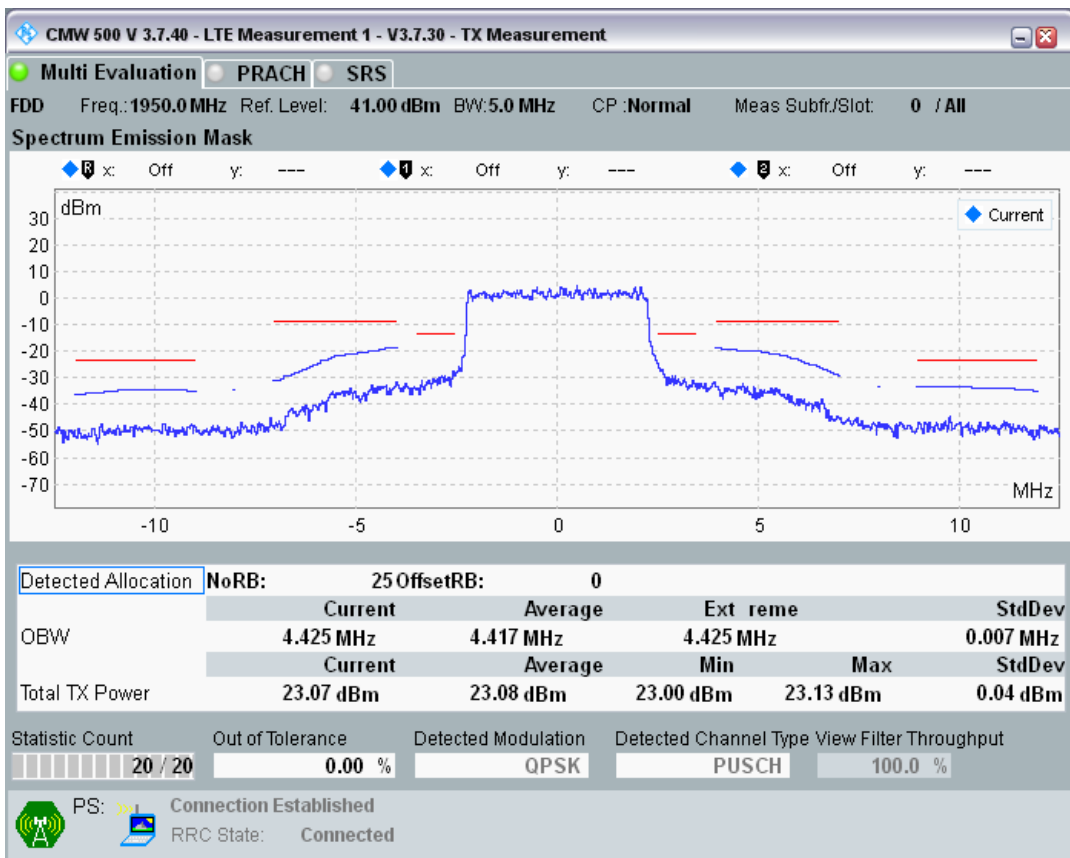 CMW 500 V 3.7.40 - LTE Measurement 1 - V3.7.30 - TX Measurement
Multi Evaluation PRACH SRS
FDD Freq.: 1950.0 MHz Ref. Level: 41.00 dBm BW: 5.0 MHz CP : Normal Meas Subfr./Slot: 0 / All
Spectrum Emission Mask
R x: Off y: --- 1 x: Off y: --- 2 x: Off y: ---
dBm
Current
30
20
10
0
-10
-20
-30
-40
-50
-60
-70
MHz
-10 -5 0 5 10
Detected Allocation NoRB: 25 OffsetRB: 0
Current Average Ext reme StdDev
OBW 4.425 MHz 4.417 MHz 4.425 MHz 0.007 MHz
Current Average Min Max StdDev
Total TX Power 23.07 dBm 23.08 dBm 23.00 dBm 23.13 dBm 0.04 dBm
Statistic Count Out of Tolerance Detected Modulation Detected Channel Type View Filter Throughput
20 / 20 0.00 % QPSK PUSCH 100.0 %
PS: Connection Established
RRC State: Connected